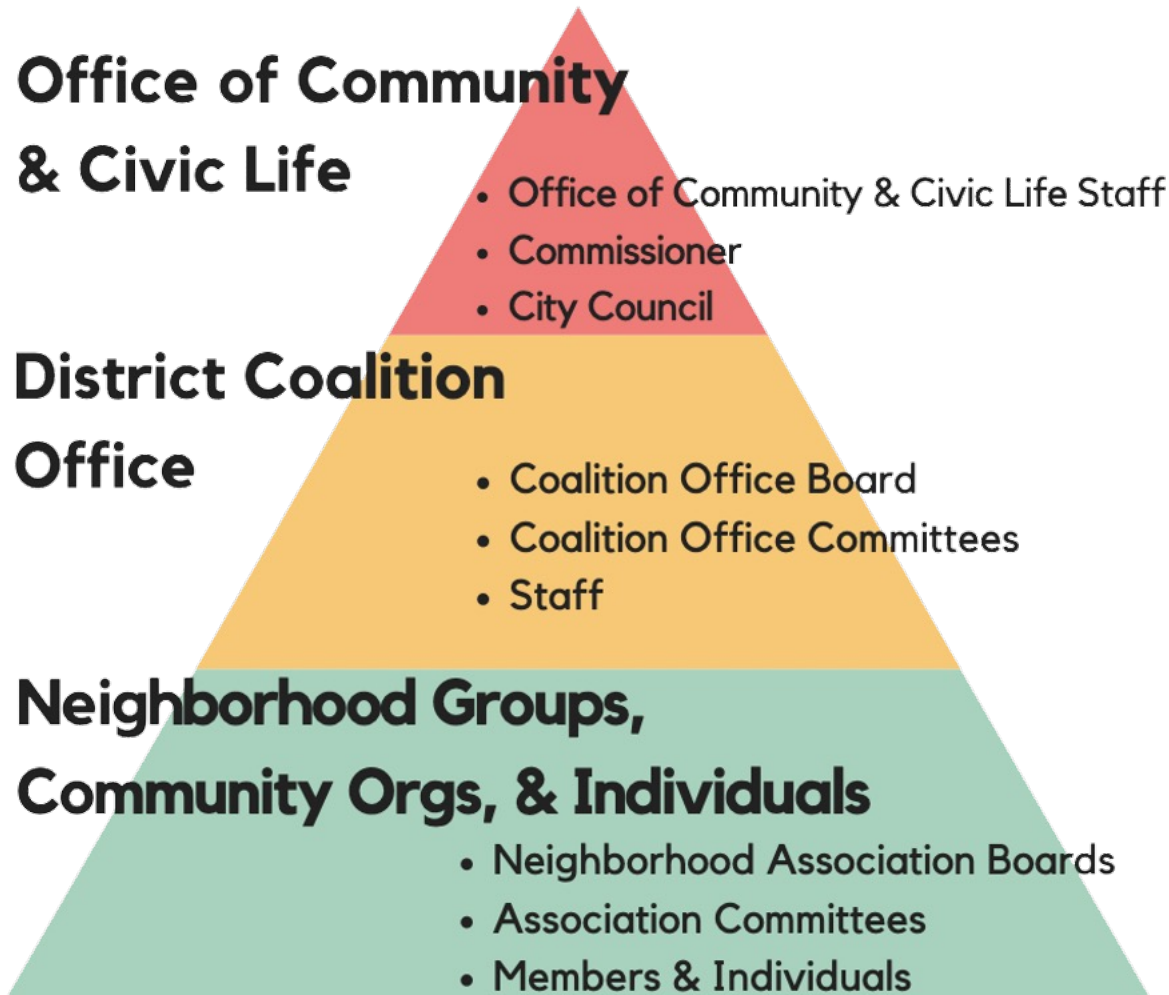 Office of Community
& Civic Life
• Office of Community & Civic Life Staff
• Commissioner
• City Council
District Coalition
Office
• Coalition Office Board
• Coalition Office Committees
• Staff
Neighborhood Groups,
Community Orgs, & Individuals
• Neighborhood Association Boards
• Association Committees
• Members & Individuals